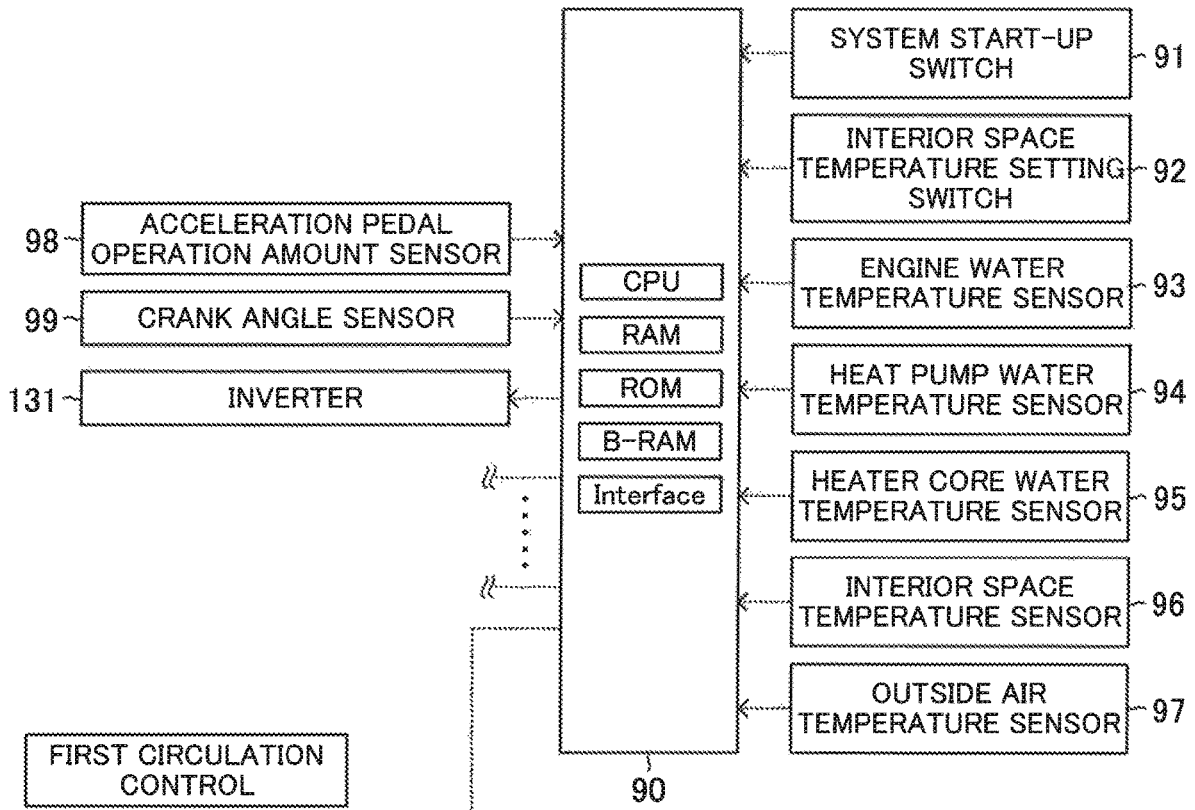 SYSTEM START-UP
SWITCH
91
INTERIOR SPACE
TEMPERATURE SETTING
SWITCH
92
98
ACCELERATION PEDAL
OPERATION AMOUNT SENSOR
99
CRANK ANGLE SENSOR
131
INVERTER
CPU
RAM
ROM
B-RAM
Interface
ENGINE WATER
TEMPERATURE SENSOR
93
HEAT PUMP WATER
TEMPERATURE SENSOR
94
HEATER CORE WATER
TEMPERATURE SENSOR
95
INTERIOR SPACE
TEMPERATURE SENSOR
96
OUTSIDE AIR
TEMPERATURE SENSOR
97
FIRST CIRCULATION
CONTROL
90